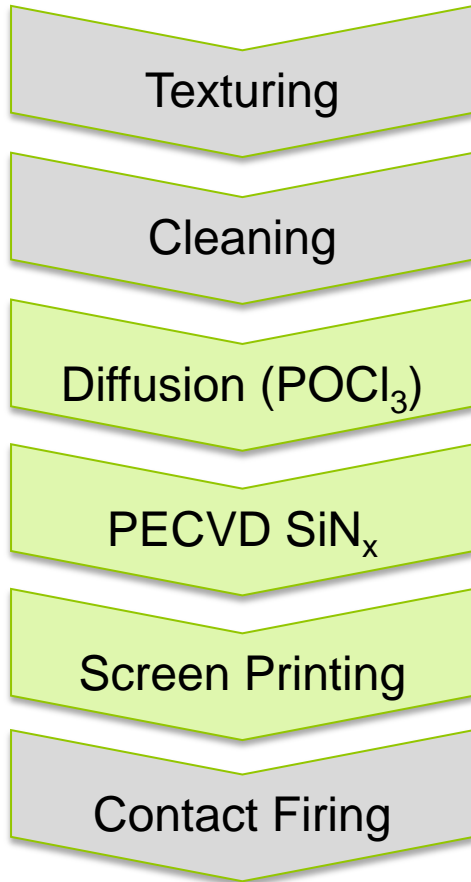 Texturing
Cleaning
Diffusion (POCl₃)
PECVD SiNₓ
Screen Printing
Contact Firing